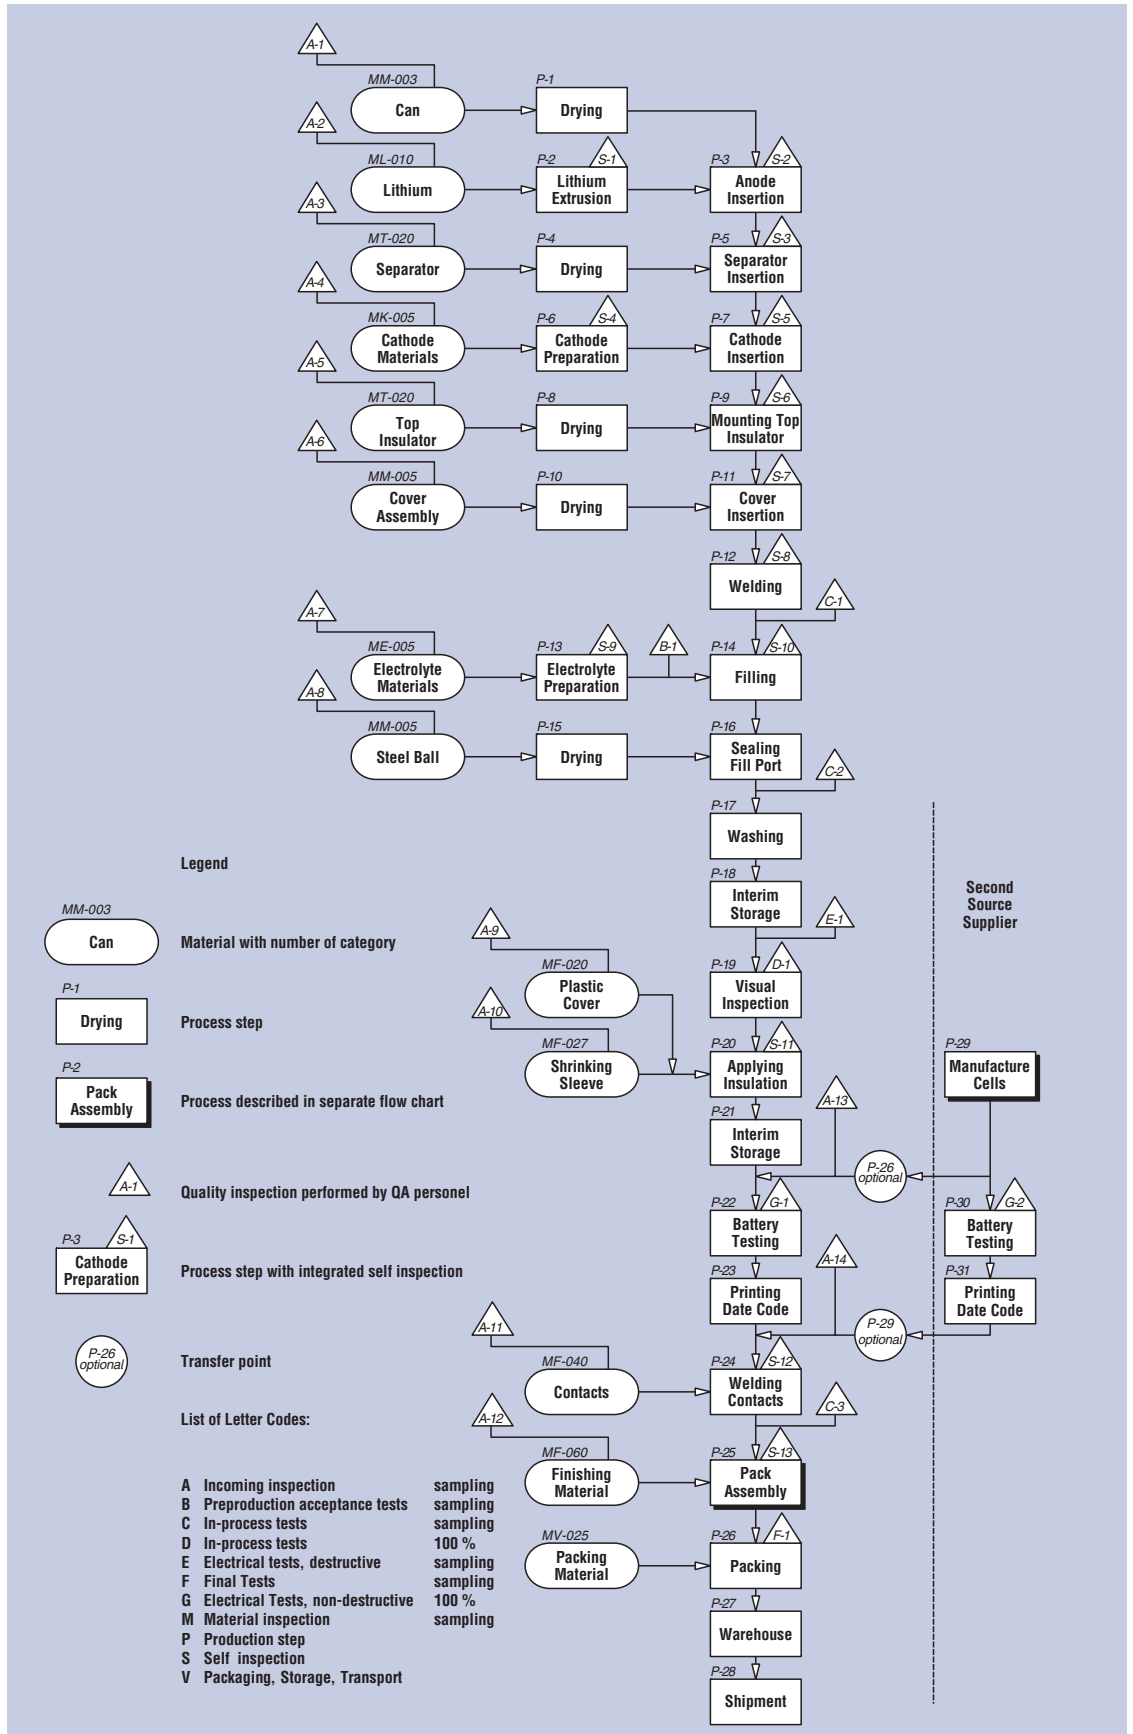 A-1
MM-003
Can
P-1
Drying
A-2
ML-010
Lithium
P-2
S-1
Lithium
Extrusion
P-3
S-2
Anode
Insertion
A-3
MT-020
Separator
P-4
Drying
P-5
S-3
Separator
Insertion
A-4
MK-005
Cathode
Materials
P-6
S-4
Cathode
Preparation
P-7
S-5
Cathode
Insertion
A-5
MT-020
Top
Insulator
P-8
Drying
P-9
S-6
Mounting Top
Insulator
A-6
MM-005
Cover
Assembly
P-10
Drying
P-11
S-7
Cover
Insertion
P-12
S-8
Welding
C-1
A-7
ME-005
Electrolyte
Materials
P-13
S-9
Electrolyte
Preparation
B-1
P-14
S-10
Filling
A-8
MM-005
Steel Ball
P-15
Drying
P-16
Sealing
Fill Port
C-2
P-17
Washing
P-18
Interim
Storage
E-1
Second
Source
Supplier
A-9
MF-020
Plastic
Cover
P-19
D-1
Visual
Inspection
A-10
MF-027
Shrinking
Sleeve
P-20
S-11
Applying
Insulation
P-29
Manufacture
Cells
A-13
P-21
Interim
Storage
P-26
optional
P-22
G-1
Battery
Testing
P-30
G-2
Battery
Testing
A-14
P-23
Printing
Date Code
P-31
Printing
Date Code
P-29
optional
A-11
MF-040
Contacts
P-24
S-12
Welding
Contacts
C-3
A-12
MF-060
Finishing
Material
P-25
S-13
Pack
Assembly
MV-025
Packing
Material
P-26
F-1
Packing
P-27
Warehouse
P-28
Shipment
Legend
MM-003
Can
Material with number of category
P-1
Drying
Process step
P-2
Pack
Assembly
Process described in separate flow chart
A-1
Quality inspection performed by QA personel
P-3
S-1
Cathode
Preparation
Process step with integrated self inspection
P-26
optional
Transfer point
List of Letter Codes:
A Incoming inspection sampling
B Preproduction acceptance tests sampling
C In-process tests sampling
D In-process tests 100 %
E Electrical tests, destructive sampling
F Final Tests sampling
G Electrical Tests, non-destructive 100 %
M Material inspection sampling
P Production step
S Self inspection
V Packaging, Storage, Transport